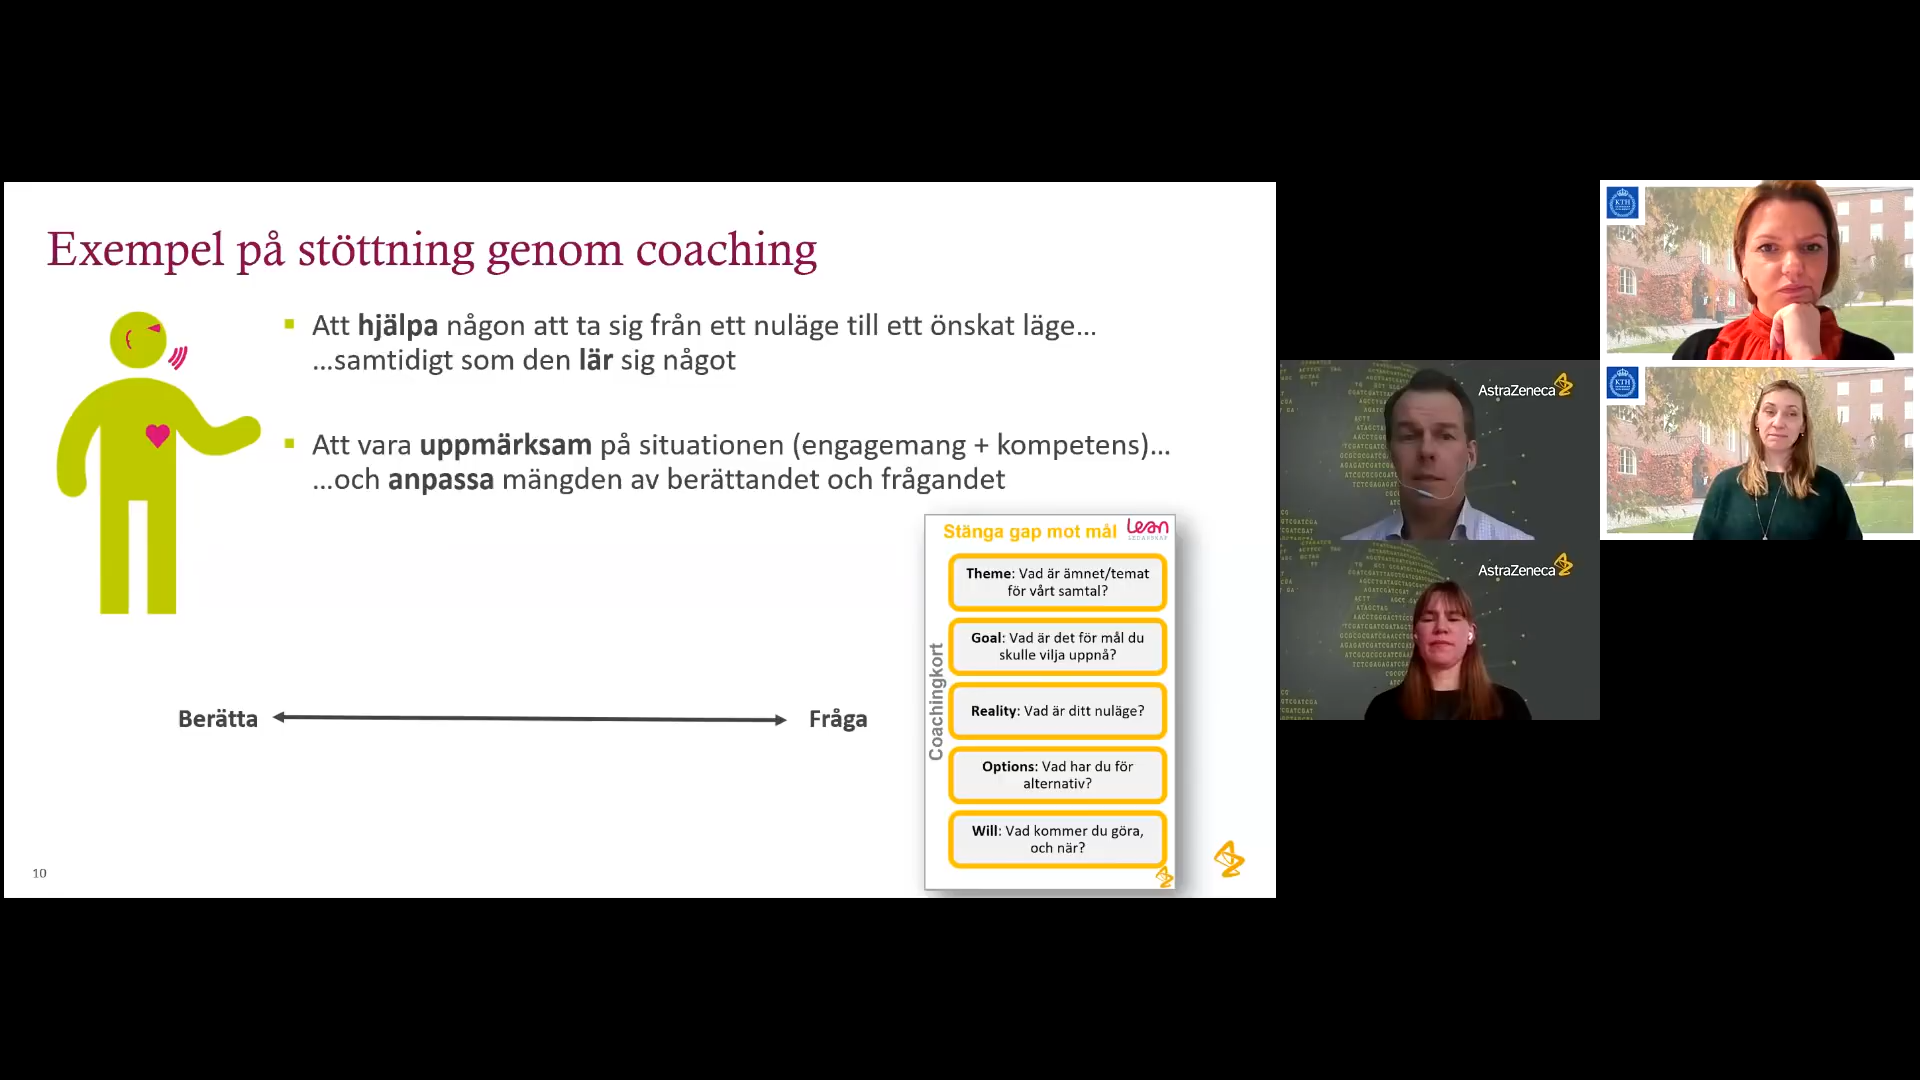 Exempel på stöttning genom coaching
▪ Att hjälpa någon att ta sig från ett nuläge till ett önskat läge...
...samtidigt som den lär sig något
▪ Att vara uppmärksam på situationen (engagemang + kompetens)...
...och anpassa mängden av berättandet och frågandet
Berätta
Fråga
Stänga gap mot mål
Lean
LEDARSKAP
Coachingkort
Theme: Vad är ämnet/temat
för vårt samtal?
Goal: Vad är det för mål du
skulle vilja uppnå?
Reality: Vad är ditt nuläge?
Options: Vad har du för
alternativ?
Will: Vad kommer du göra,
och när?
10
AstraZeneca
AstraZeneca
KTH
KTH